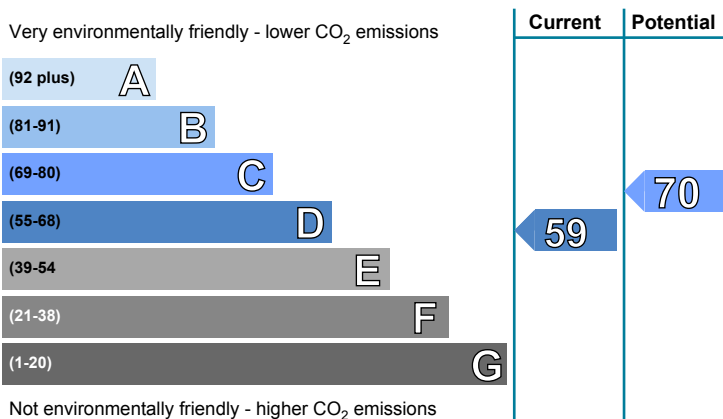 Current Potential
Very environmentally friendly - lower CO2 emissions
(92 plus) A
(81-91) B
(69-80) C
70
(55-68) D
59
(39-54 E
(21-38) F
(1-20) G
Not environmentally friendly - higher CO2 emissions